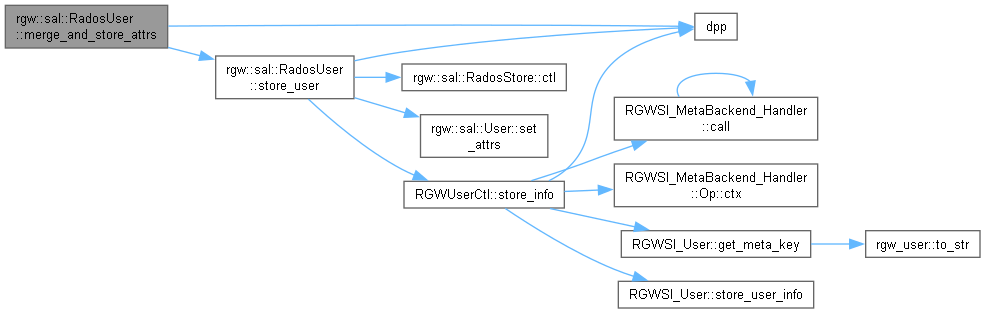 rgw::sal::RadosUser
::merge_and_store_attrs
dpp
rgw::sal::RadosUser
::store_user
rgw::sal::RadosStore::ctl
rgw::sal::User::set
_attrs
RGWUserCtl::store_info
RGWSI_MetaBackend_Handler
::call
RGWSI_MetaBackend_Handler
::Op::ctx
RGWSI_User::get_meta_key
rgw_user::to_str
RGWSI_User::store_user_info